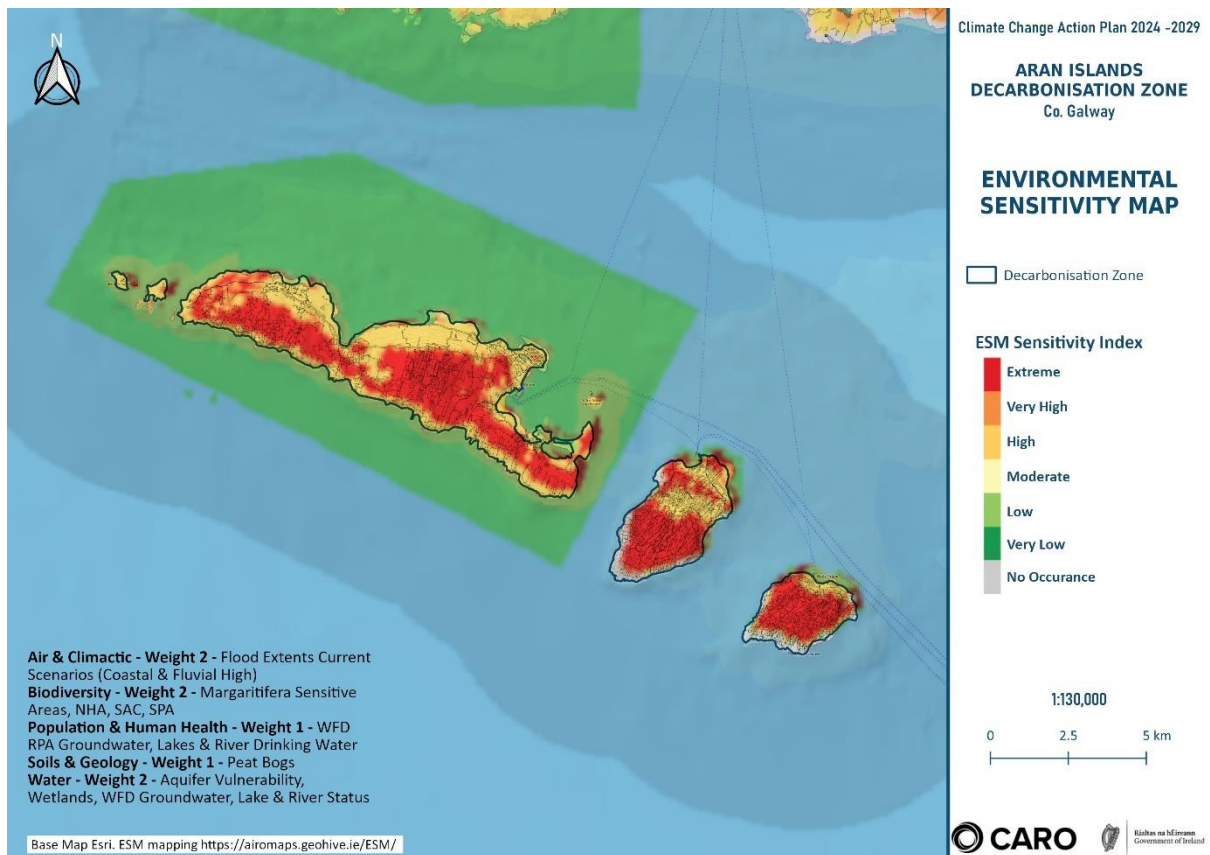 N
Climate Change Action Plan 2024 -2029
ARAN ISLANDS
DECARBONISATION ZONE
Co. Galway
ENVIRONMENTAL
SENSITIVITY MAP
Decarbonisation Zone
ESM Sensitivity Index
Extreme
Very High
High
Moderate
Low
Very Low
No Occurance
Air & Climactic - Weight 2 - Flood Extents Current
Scenarios (Coastal & Fluvial High)
Biodiversity - Weight 2 - Margaritifera Sensitive
Areas, NHA, SAC, SPA
Population & Human Health - Weight 1 - WFD
RPA Groundwater, Lakes & River Drinking Water
Soils & Geology - Weight 1 - Peat Bogs
Water - Weight 2 - Aquifer Vulnerability,
Wetlands, WFD Groundwater, Lake & River Status
Base Map Esri. ESM mapping https://airomaps.geohive.ie/ESM/
1:130,000
0 2.5 5 km
CARO
Rialtas na hÉireann
Government of Ireland